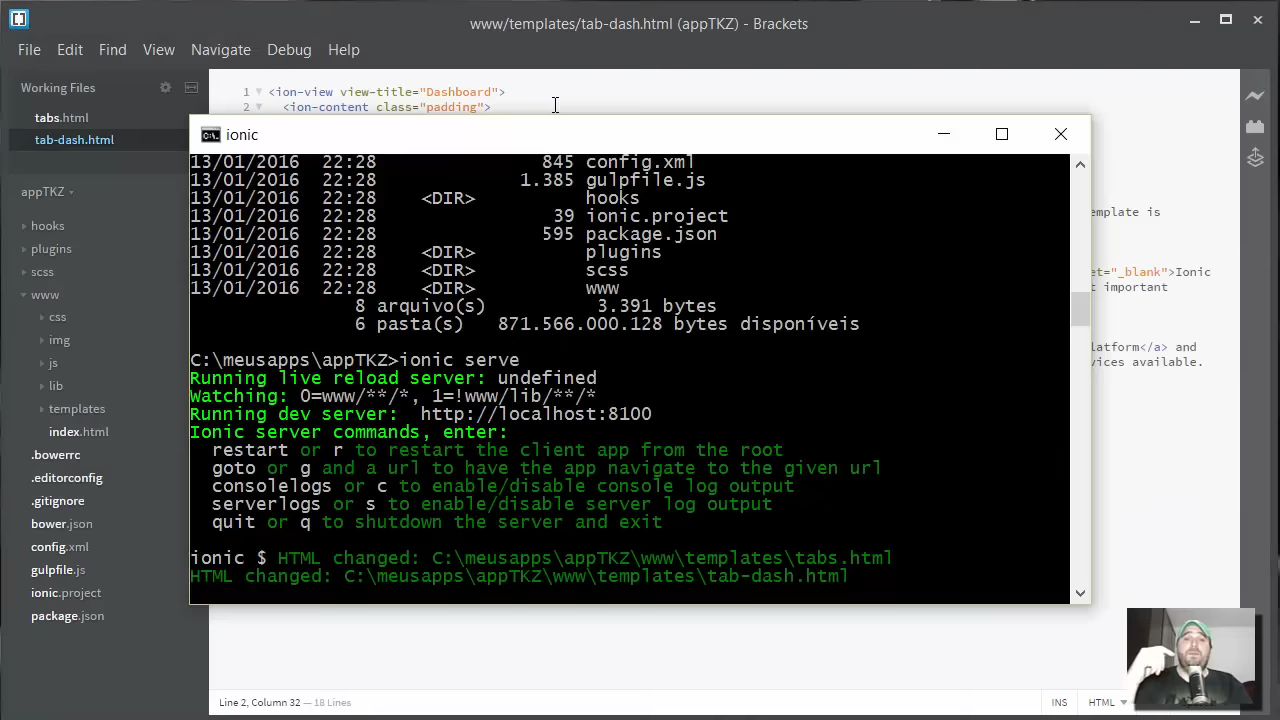 www/templates/tab-dash.html (appTKZ) - Brackets
File Edit Find View Navigate Debug Help
Working Files
tabs.html
tab-dash.html
appTKZ
hooks
plugins
scss
www
css
img
js
lib
templates
index.html
.bowerrc
.editorconfig
.gitignore
bower.json
config.xml
gulpfile.js
ionic.project
package.json
1 <ion-view view-title="Dashboard">
2 <ion-content class="padding">
emplate is
et="_blank">Ionic
t important
latform</a> and
vices available.
ionic
13/01/2016 22:28 845 config.xml
13/01/2016 22:28 1.385 gulpfile.js
13/01/2016 22:28 <DIR> hooks
13/01/2016 22:28 39 ionic.project
13/01/2016 22:28 595 package.json
13/01/2016 22:28 <DIR> plugins
13/01/2016 22:28 <DIR> scss
13/01/2016 22:28 <DIR> www
8 arquivo(s) 3.391 bytes
6 pasta(s) 871.566.000.128 bytes disponíveis
C:\meusapps\appTKZ>ionic serve
Running live reload server: undefined
Watching: 0=www/**/*, 1=!www/lib/**/*
Running dev server: http://localhost:8100
Ionic server commands, enter:
restart or r to restart the client app from the root
goto or g and a url to have the app navigate to the given url
consolelogs or c to enable/disable console log output
serverlogs or s to enable/disable server log output
quit or q to shutdown the server and exit
ionic $ HTML changed: C:\meusapps\appTKZ\www\templates\tabs.html
HTML changed: C:\meusapps\appTKZ\www\templates\tab-dash.html
Line 2, Column 32 — 18 Lines
INS HTML